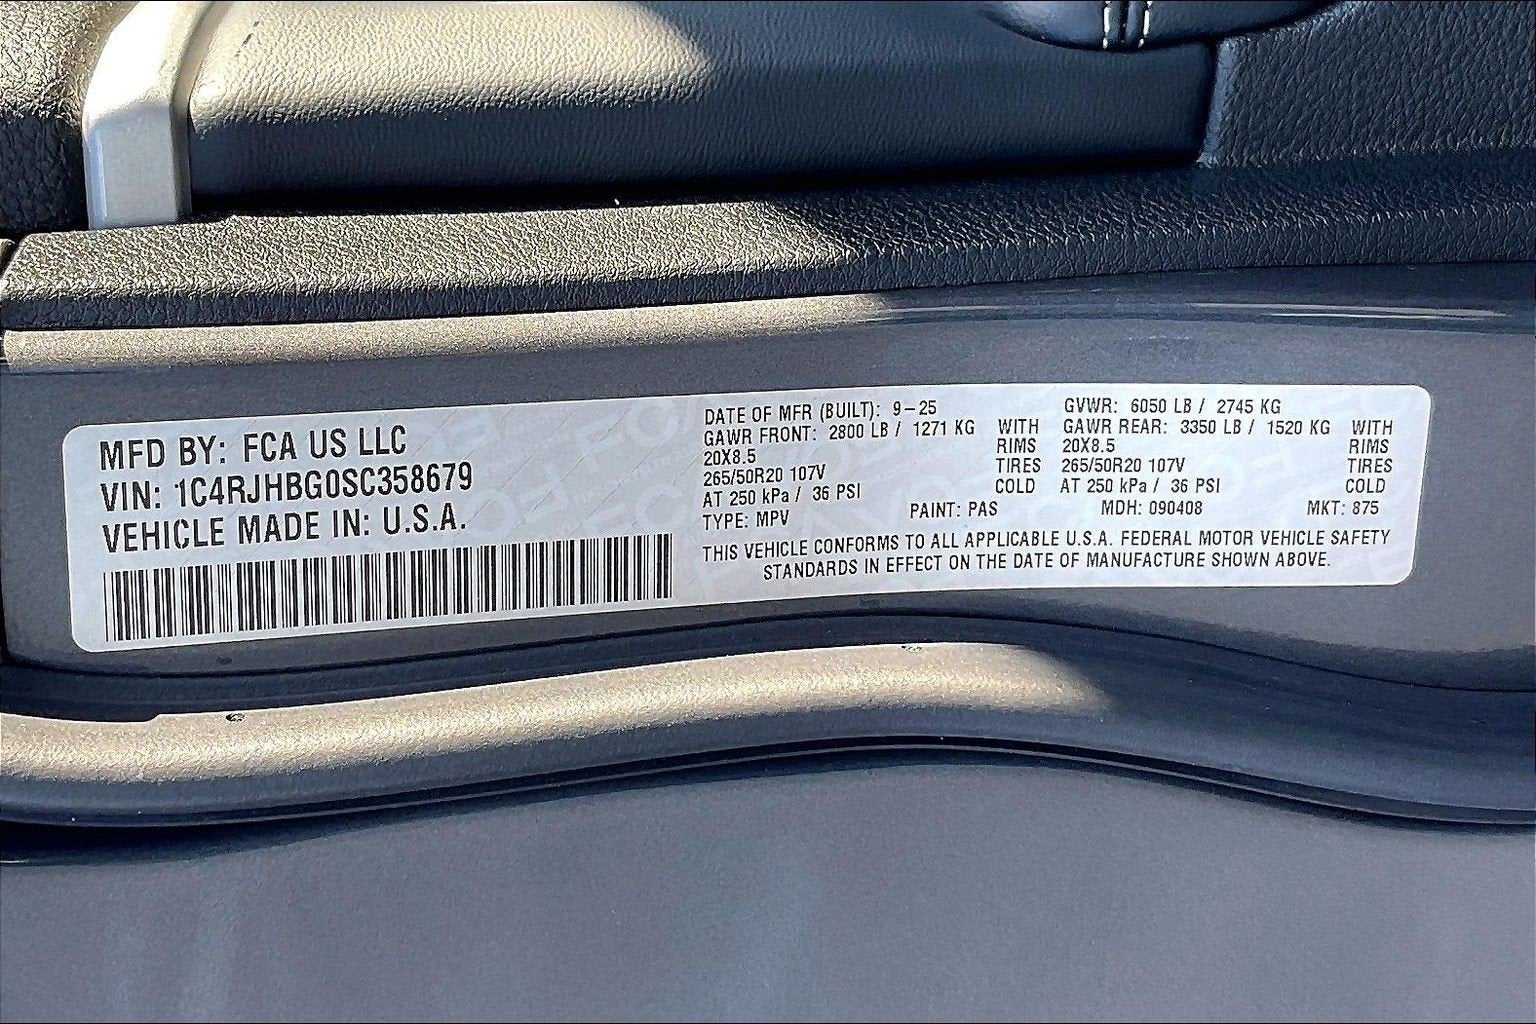 MFD BY: FCA US LLC
VIN: 1C4RJHBG0SC358679
VEHICLE MADE IN: U.S.A.
DATE OF MFR (BUILT): 9-25 GVWR: 6050 LB / 2745 KG
GAWR FRONT: 2800 LB / 1271 KG WITH GAWR REAR: 3350 LB / 1520 KG WITH
20X8.5 RIMS 20X8.5 RIMS
265/50R20 107V TIRES 265/50R20 107V TIRES
AT 250 kPa / 36 PSI COLD AT 250 kPa / 36 PSI COLD
TYPE: MPV PAINT: PAS MDH: 090408 MKT: 875
THIS VEHICLE CONFORMS TO ALL APPLICABLE U.S.A. FEDERAL MOTOR VEHICLE SAFETY
STANDARDS IN EFFECT ON THE DATE OF MANUFACTURE SHOWN ABOVE.